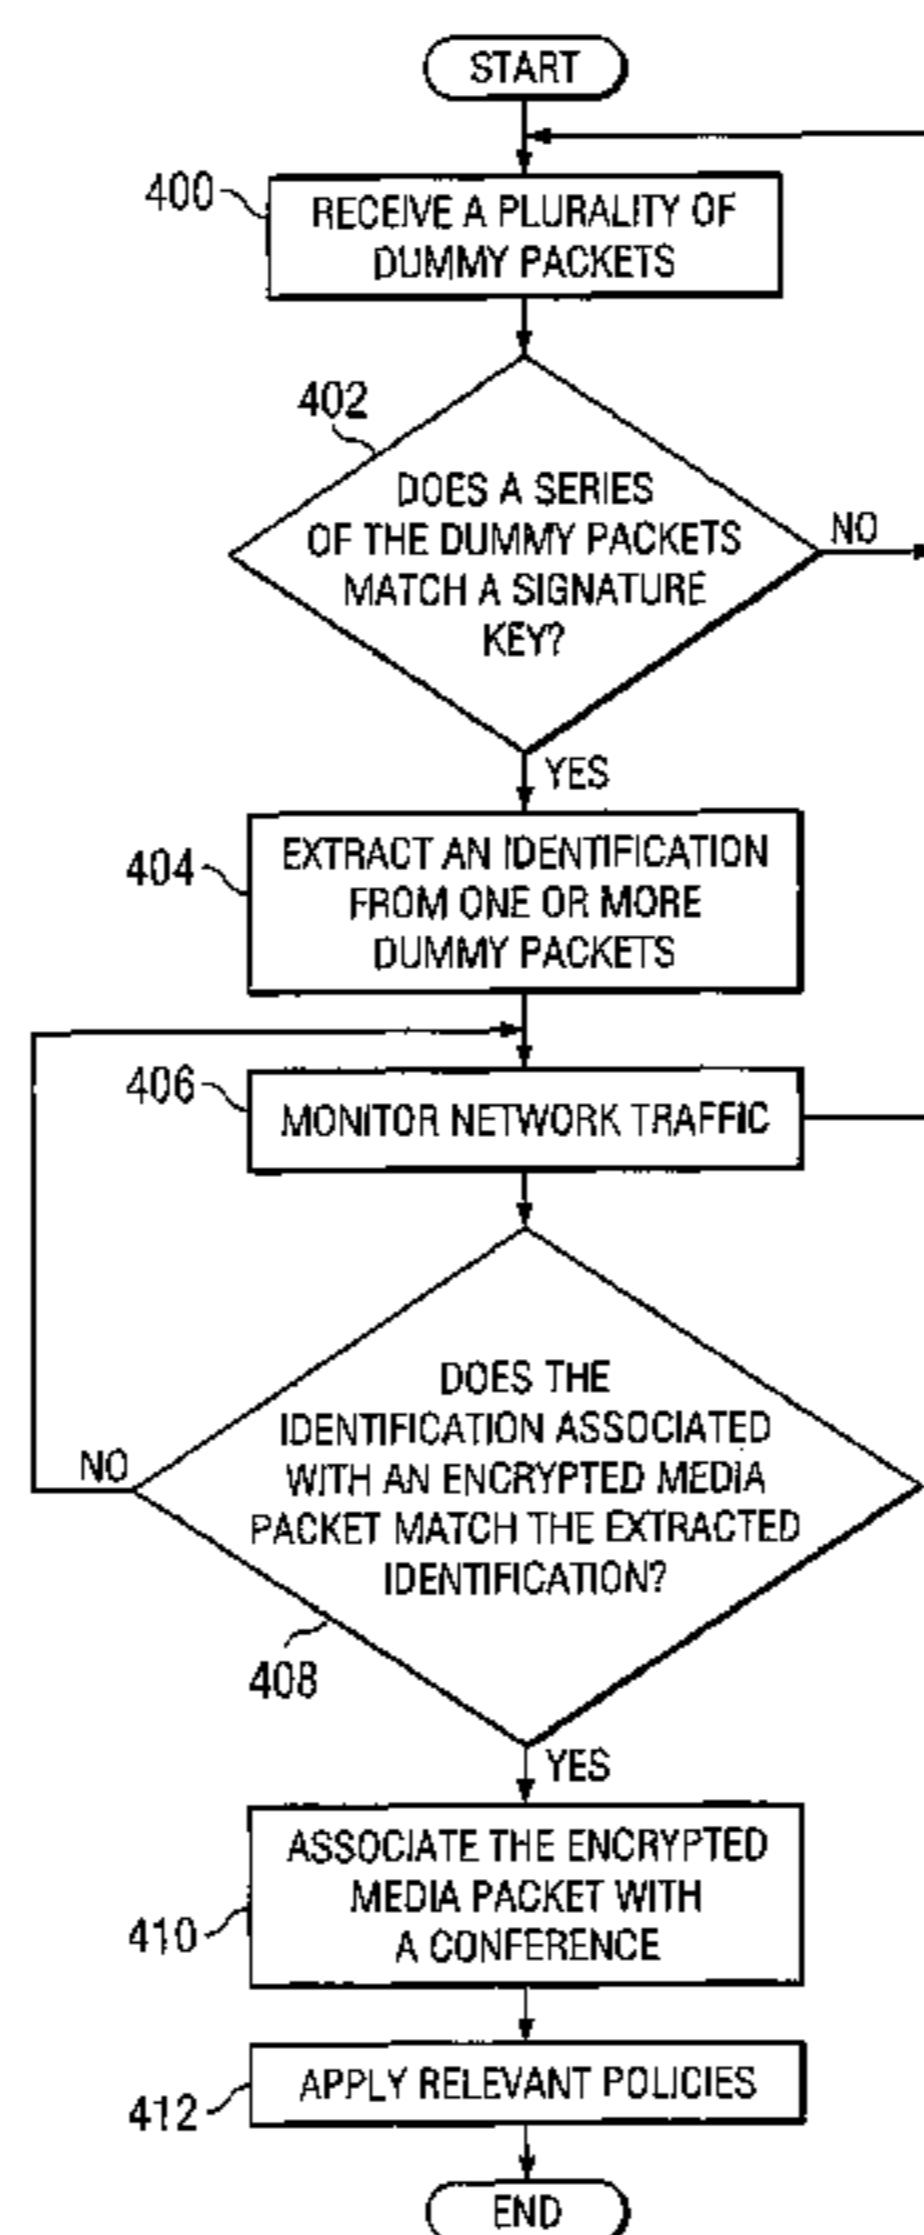 START
400
RECEIVE A PLURALITY OF
DUMMY PACKETS
402
DOES A SERIES
OF THE DUMMY PACKETS
MATCH A SIGNATURE
KEY?
NO
YES
404
EXTRACT AN IDENTIFICATION
FROM ONE OR MORE
DUMMY PACKETS
406
MONITOR NETWORK TRAFFIC
DOES THE
IDENTIFICATION ASSOCIATED
WITH AN ENCRYPTED MEDIA
PACKET MATCH THE EXTRACTED
IDENTIFICATION?
NO
408
YES
ASSOCIATE THE ENCRYPTED
MEDIA PACKET WITH
A CONFERENCE
410
APPLY RELEVANT POLICIES
412
END